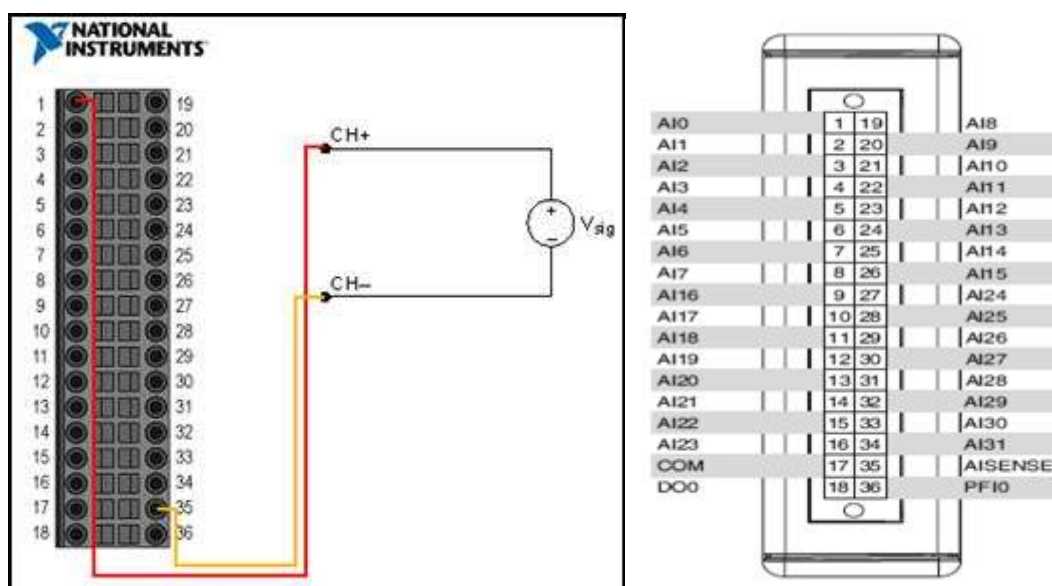 NATIONAL
INSTRUMENTS
1 19
2 20
3 21
4 22
5 23
6 24
7 25
8 26
9 27
10 28
11 29
12 30
13 31
14 32
15 33
16 34
17 35
18 36
CH+
+
Vsig
−
CH−
AI0 1 19 AI8
AI1 2 20 AI9
AI2 3 21 AI10
AI3 4 22 AI11
AI4 5 23 AI12
AI5 6 24 AI13
AI6 7 25 AI14
AI7 8 26 AI15
AI16 9 27 AI24
AI17 10 28 AI25
AI18 11 29 AI26
AI19 12 30 AI27
AI20 13 31 AI28
AI21 14 32 AI29
AI22 15 33 AI30
AI23 16 34 AI31
COM 17 35 AISENSE
DO0 18 36 PFI0